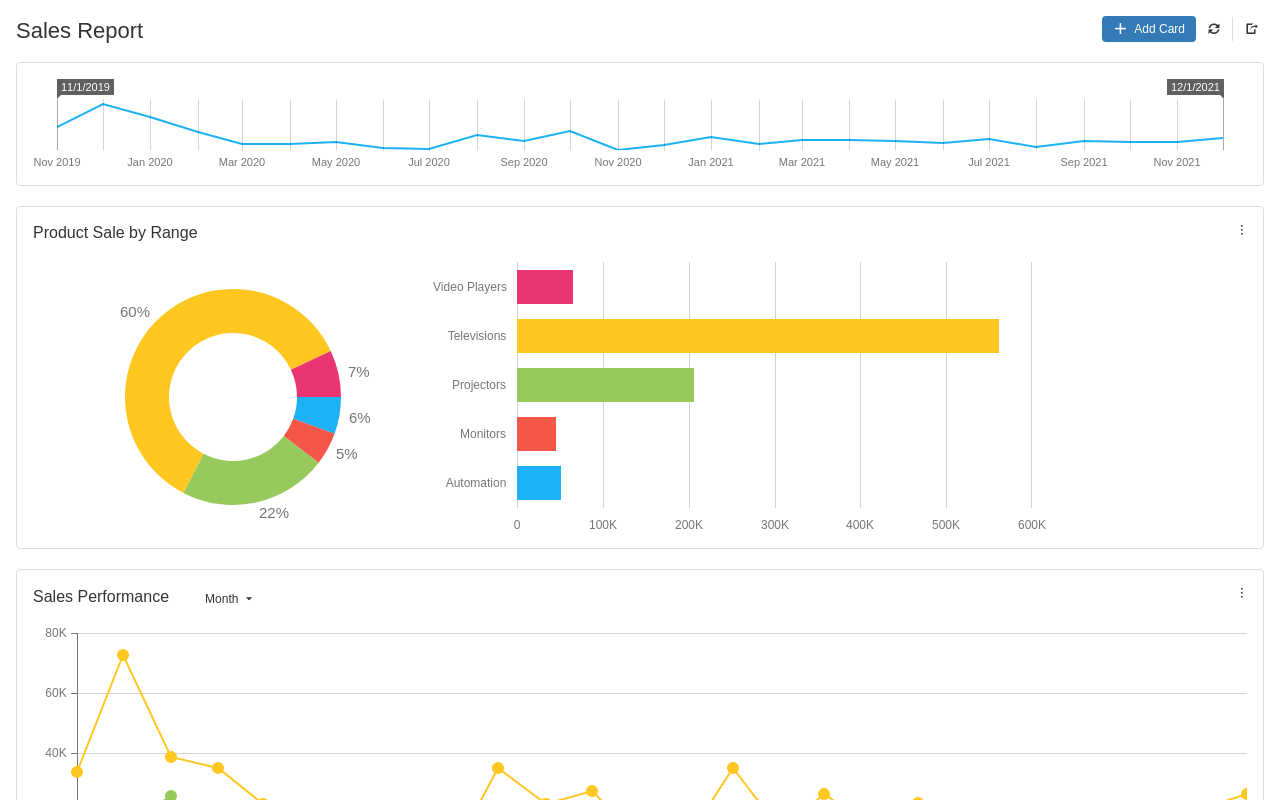 Sales Report
Add Card
11/1/2019
12/1/2021
Nov 2019
Jan 2020
Mar 2020
May 2020
Jul 2020
Sep 2020
Nov 2020
Jan 2021
Mar 2021
May 2021
Jul 2021
Sep 2021
Nov 2021
Product Sale by Range
60%
7%
6%
5%
22%
Video Players
Televisions
Projectors
Monitors
Automation
0
100K
200K
300K
400K
500K
600K
Sales Performance
Month
80K
60K
40K